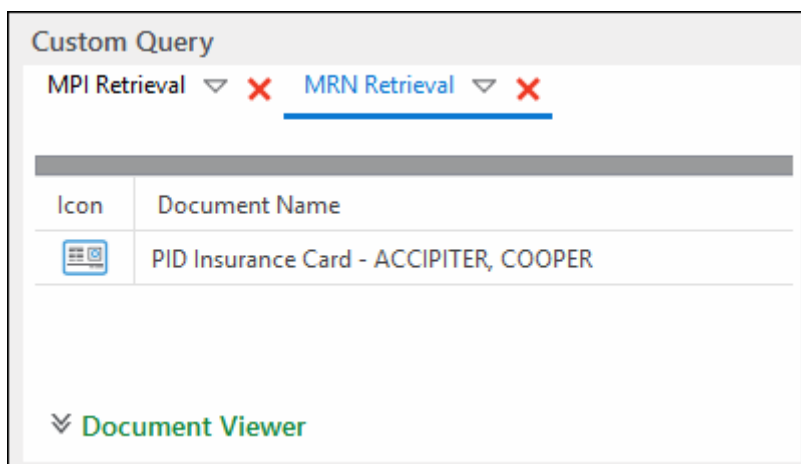 Custom Query
MPI Retrieval MRN Retrieval
Icon Document Name
PID Insurance Card - ACCIPITER, COOPER
Document Viewer